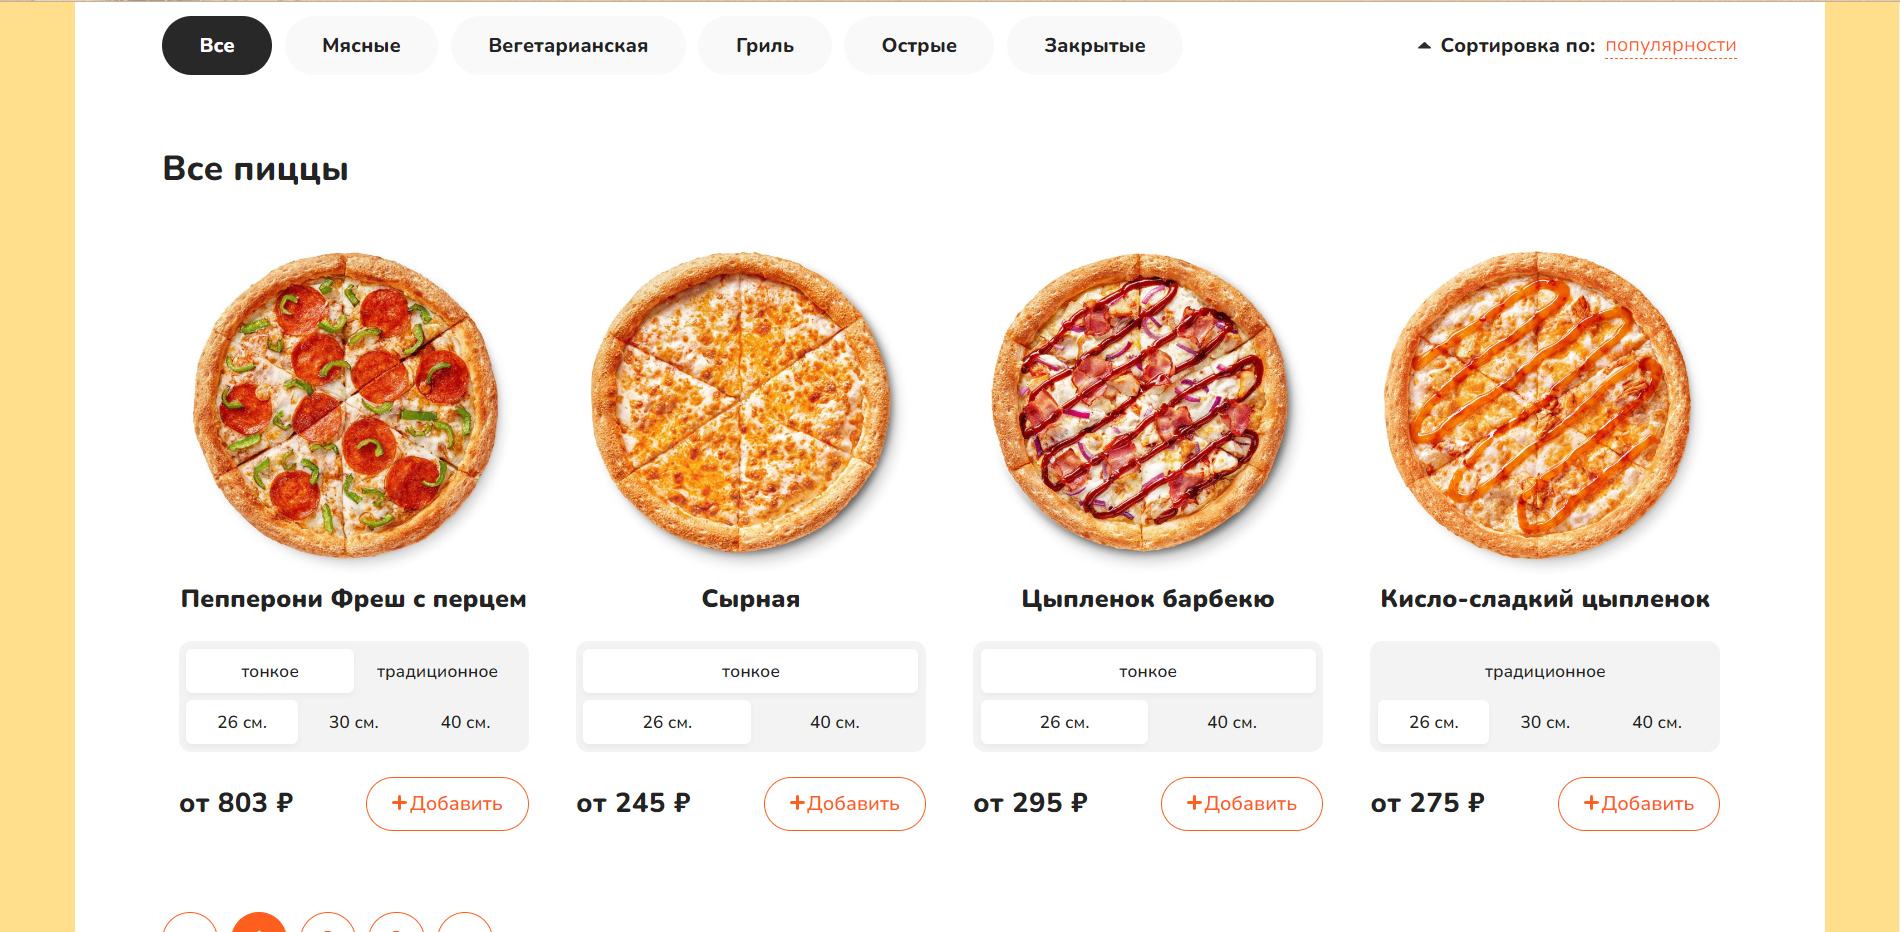 Все Мясные Вегетарианская Гриль Острые Закрытые Сортировка по: популярности
Все пиццы
Пепперони Фреш с перцем
тонкое традиционное
26 см. 30 см. 40 см.
от 803 ₽ +Добавить
Сырная
тонкое
26 см. 40 см.
от 245 ₽ +Добавить
Цыпленок барбекю
тонкое
26 см. 40 см.
от 295 ₽ +Добавить
Кисло-сладкий цыпленок
традиционное
26 см. 30 см. 40 см.
от 275 ₽ +Добавить